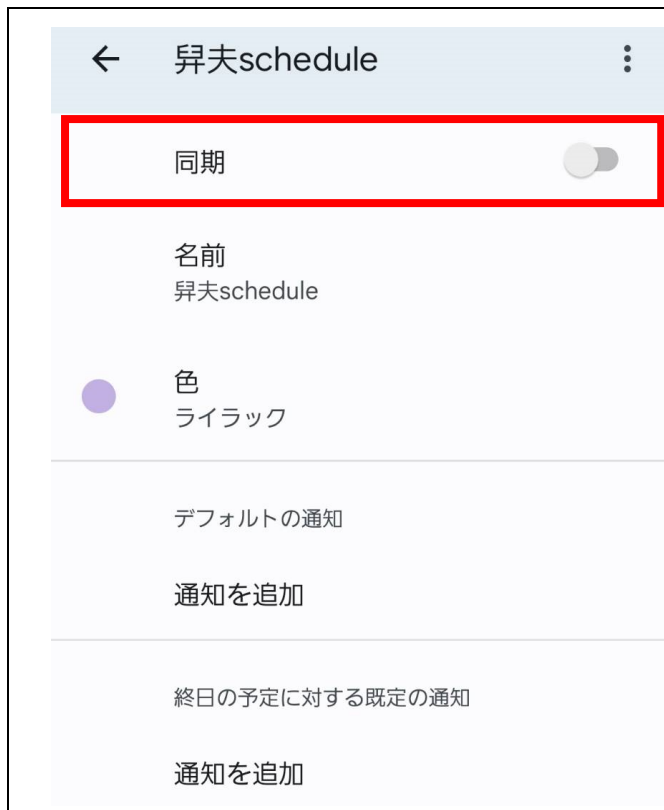 昇夫schedule
同期
名前
昇夫schedule
色
ライラック
デフォルトの通知
通知を追加
終日の予定に対する既定の通知
通知を追加